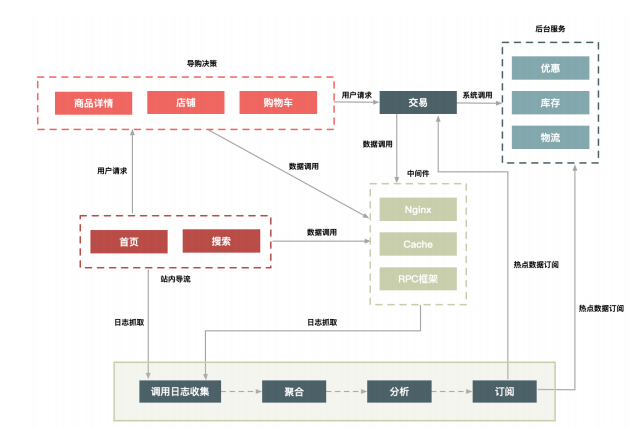 后台服务
导购决策
优惠
用户请求
系统调用
商品详情
店铺
购物车
交易
库存
物流
数据调用
用户请求
数据调用
中间件
Nginx
首页
搜索
数据调用
Cache
热点数据订阅
站内导流
RPC框架
热点数据订阅
日志抓取
日志抓取
调用日志收集
聚合
分析
订阅